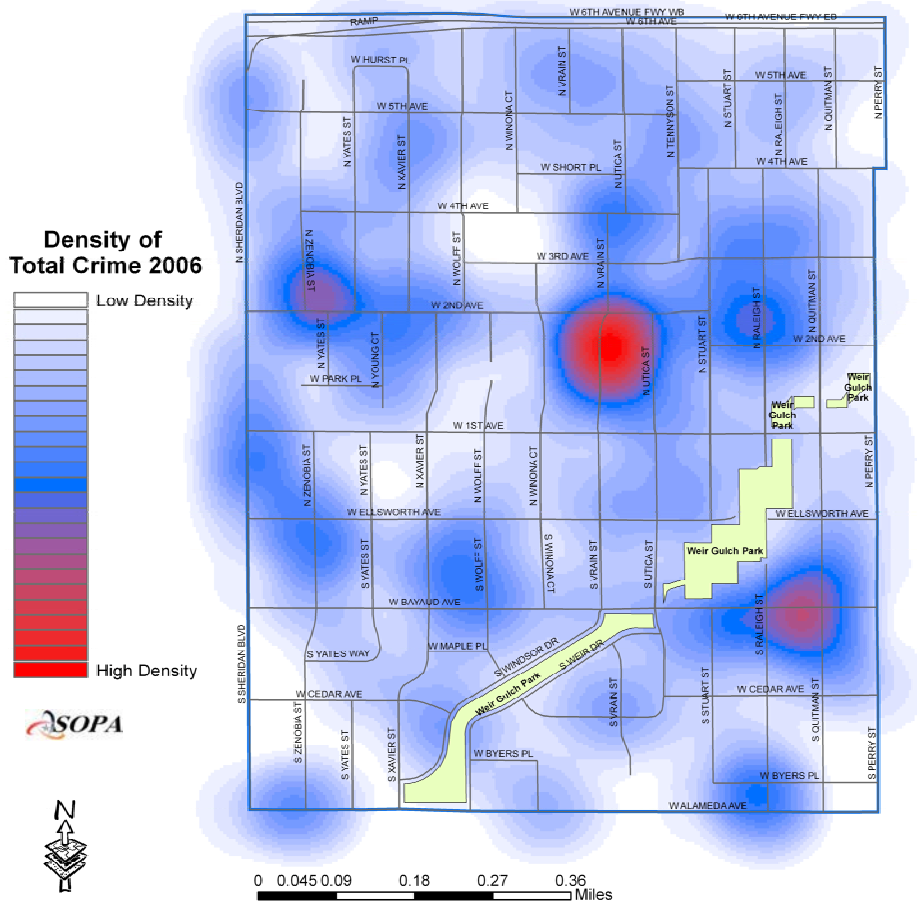 W 6TH AVENUE FWY WB
W 6TH AVENUE FWY EB
RAMP
W 6TH AVE
W HURST PL
N VRAIN ST
W 5TH AVE
N STUART ST
N QUITMAN ST
N PERRY ST
N WINONA CT
N TENNYSON ST
N RALEIGH ST
W 5TH AVE
N YATES ST
N XAVIER ST
W SHORT PL
N UTICA ST
W 4TH AVE
N SHERIDAN BLVD
W 4TH AVE
Density of
Total Crime 2006
N ZENOBIA ST
N WOLFF ST
W 3RD AVE
N VRAIN ST
N RALEIGH ST
N QUITMAN ST
Low Density
W 2ND AVE
N YATES ST
N YOUNG CT
N STUART ST
W 2ND AVE
N UTICA ST
W PARK PL
Weir
Gulch
Park
Weir
Gulch
Park
W 1ST AVE
N ZENOBIA ST
N YATES ST
N XAVIER ST
N WOLFF ST
N WINONA CT
N PERRY ST
W ELLSWORTH AVE
W ELLSWORTH AVE
S YATES ST
S WOLFF ST
S WINONA CT
S VRAIN ST
S UTICA ST
Weir Gulch Park
W BAYAUD AVE
S RALEIGH ST
S SHERIDAN BLVD
S YATES WAY
W MAPLE PL
S WINDSOR DR
S WEIR DR
High Density
Weir Gulch Park
W CEDAR AVE
W CEDAR AVE
S VRAIN ST
S STUART ST
S QUITMAN ST
SOPA
S ZENOBIA ST
S YATES ST
S XAVIER ST
W BYERS PL
W BYERS PL
S PERRY ST
N
W ALAMEDA AVE
0 0.045 0.09 0.18 0.27 0.36
Miles